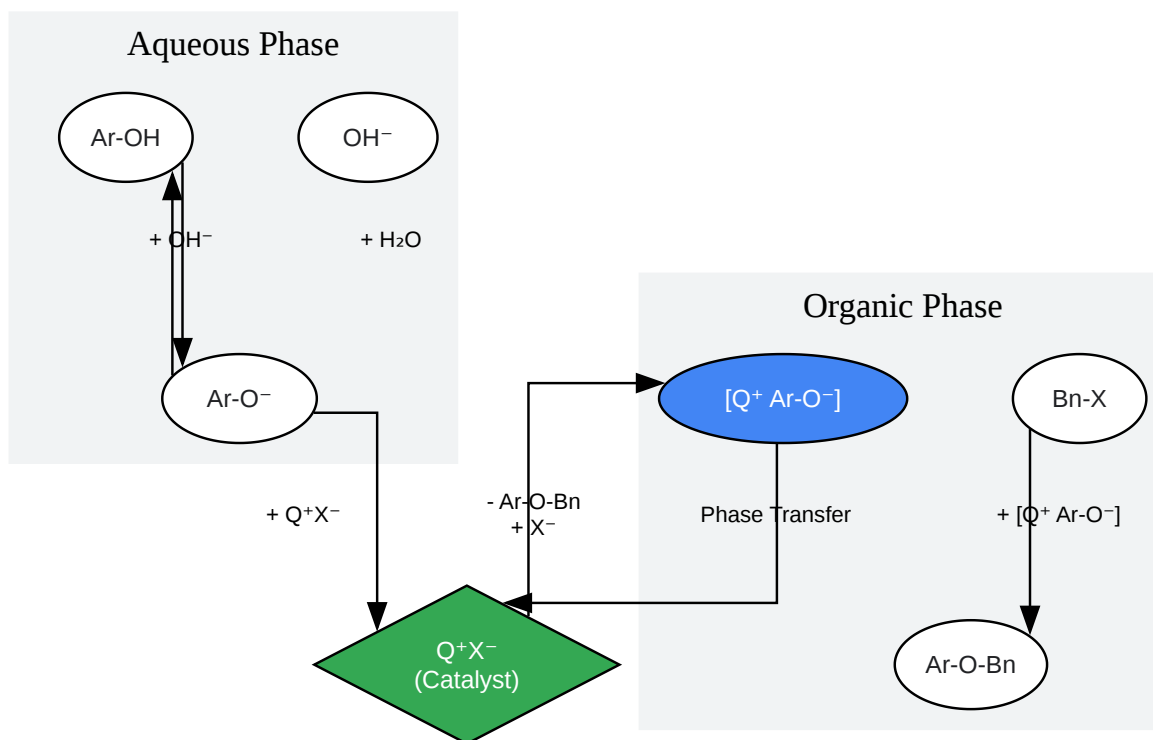 Aqueous Phase
Ar-OH
OH⁻
+ OH⁻
+ H₂O
Ar-O⁻
Organic Phase
[Q⁺ Ar-O⁻]
Bn-X
+ Q⁺X⁻
- Ar-O-Bn
+ X⁻
Phase Transfer
+ [Q⁺ Ar-O⁻]
Q⁺X⁻
(Catalyst)
Ar-O-Bn